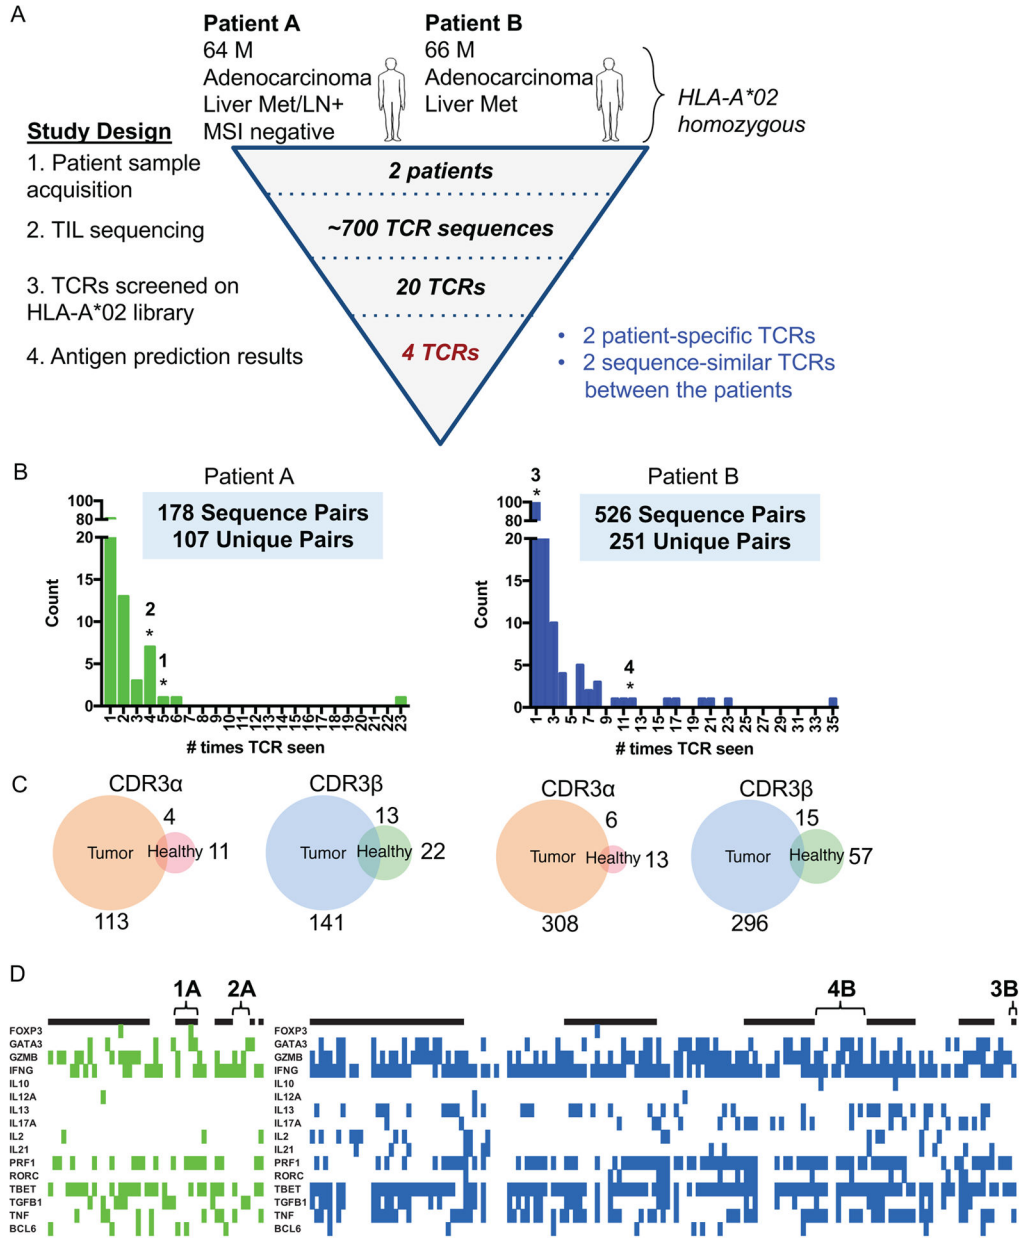 A
Patient A
64 M
Adenocarcinoma
Liver Met/LN+
MSI negative
Patient B
66 M
Adenocarcinoma
Liver Met
HLA-A*02
homozygous
Study Design
1. Patient sample
acquisition
2. TIL sequencing
3. TCRs screened on
HLA-A*02 library
4. Antigen prediction results
2 patients
~700 TCR sequences
20 TCRs
4 TCRs
• 2 patient-specific TCRs
• 2 sequence-similar TCRs
between the patients
B
Patient A
178 Sequence Pairs
107 Unique Pairs
100
80
20
15
10
5
0
Count
2
*
1
*
1 2 3 4 5 6 7 8 9 10 11 12 13 14 15 16 17 18 19 20 21 22 23
# times TCR seen
Patient B
526 Sequence Pairs
251 Unique Pairs
3
*
100
80
20
15
10
5
0
Count
4
*
1 3 5 7 9 11 13 15 17 19 21 23 25 27 29 31 33 35
# times TCR seen
C
CDR3α
4
Tumor
Healthy
11
113
CDR3β
13
Tumor
Healthy
22
141
CDR3α
6
Tumor
Healthy
13
308
CDR3β
15
Tumor
Healthy
57
296
D
1A
2A
FOXP3
GATA3
GZMB
IFNG
IL10
IL12A
IL13
IL17A
IL2
IL21
PRF1
RORC
TBET
TGFB1
TNF
BCL6
4B
3B
FOXP3
GATA3
GZMB
IFNG
IL10
IL12A
IL13
IL17A
IL2
IL21
PRF1
RORC
TBET
TGFB1
TNF
BCL6